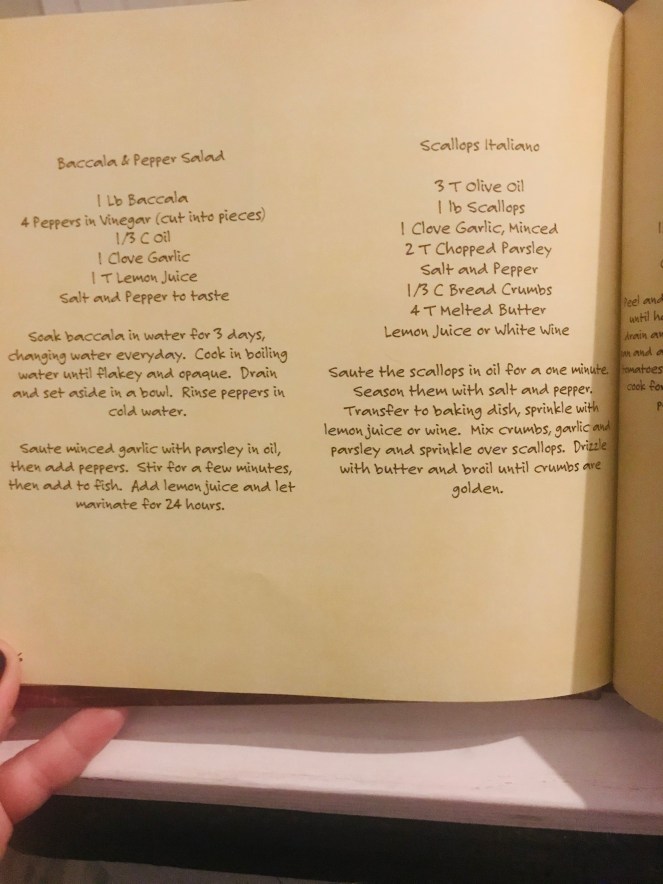 Baccala & Pepper Salad
1 Lb Baccala
4 Peppers in Vinegar (cut into pieces)
1/3 C Oil
1 Clove Garlic
1 T Lemon Juice
Salt and Pepper to taste
Soak baccala in water for 3 days,
changing water everyday. Cook in boiling
water until flakey and opaque. Drain
and set aside in a bowl. Rinse peppers in
cold water.
Saute minced garlic with parsley in oil,
then add peppers. Stir for a few minutes,
then add to fish. Add lemon juice and let
marinate for 24 hours.
Scallops Italiano
3 T Olive Oil
1 lb Scallops
1 Clove Garlic, Minced
2 T Chopped Parsley
Salt and Pepper
1/3 C Bread Crumbs
4 T Melted Butter
Lemon Juice or White Wine
Saute the scallops in oil for a one minute.
Season them with salt and pepper.
Transfer to baking dish, sprinkle with
lemon juice or wine. Mix crumbs, garlic and
parsley and sprinkle over scallops. Drizzle
with butter and broil until crumbs are
golden.
Peel and
until
drain
and
tomatoes
cook for